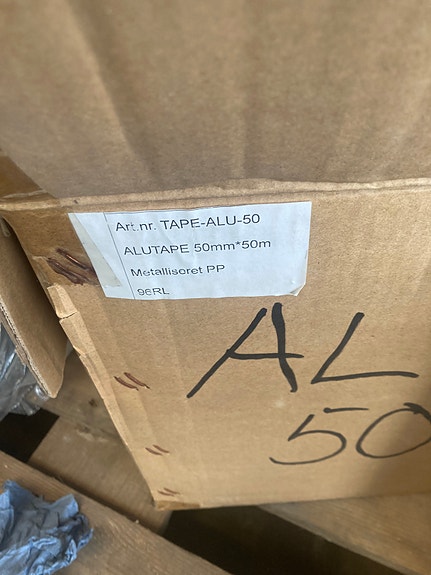 Art.nr. TAPE-ALU-50
ALUTAPE 50mm*50m
Metalliseret PP
96RL
AL
50